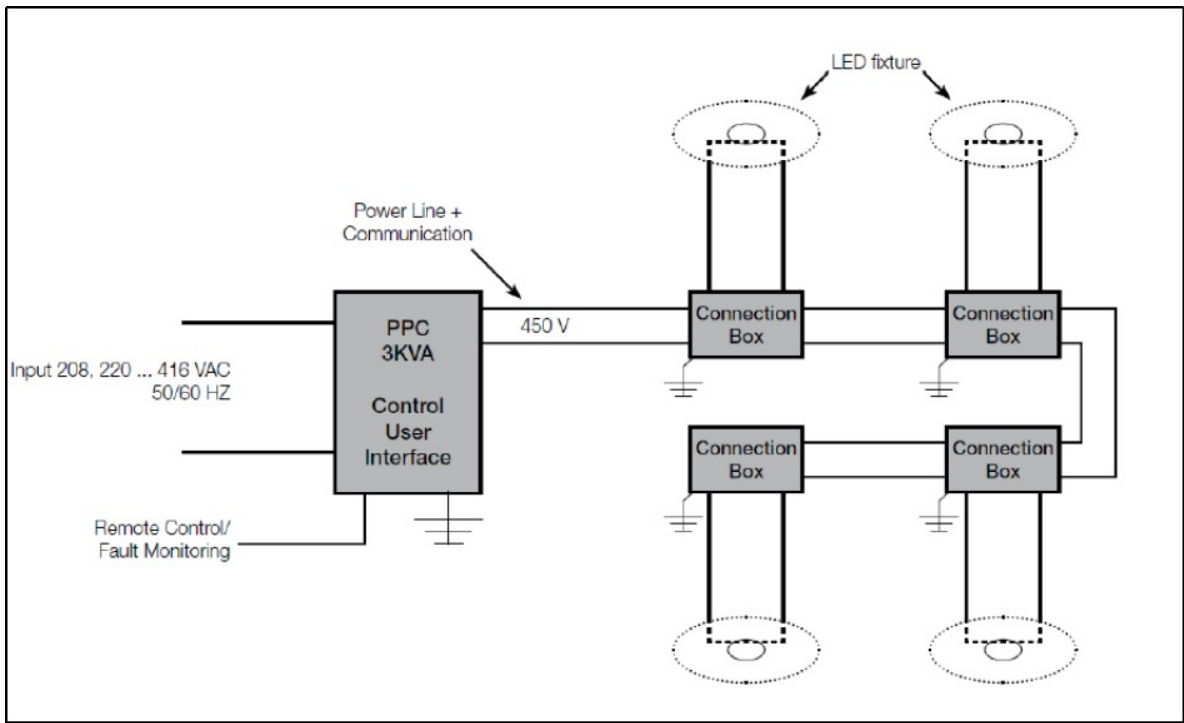 LED fixture
Power Line +
Communication
PPC
3KVA
Control
User
Interface
450 V
Connection
Box
Connection
Box
Input 208, 220 ... 416 VAC
50/60 HZ
Connection
Box
Connection
Box
Remote Control/
Fault Monitoring